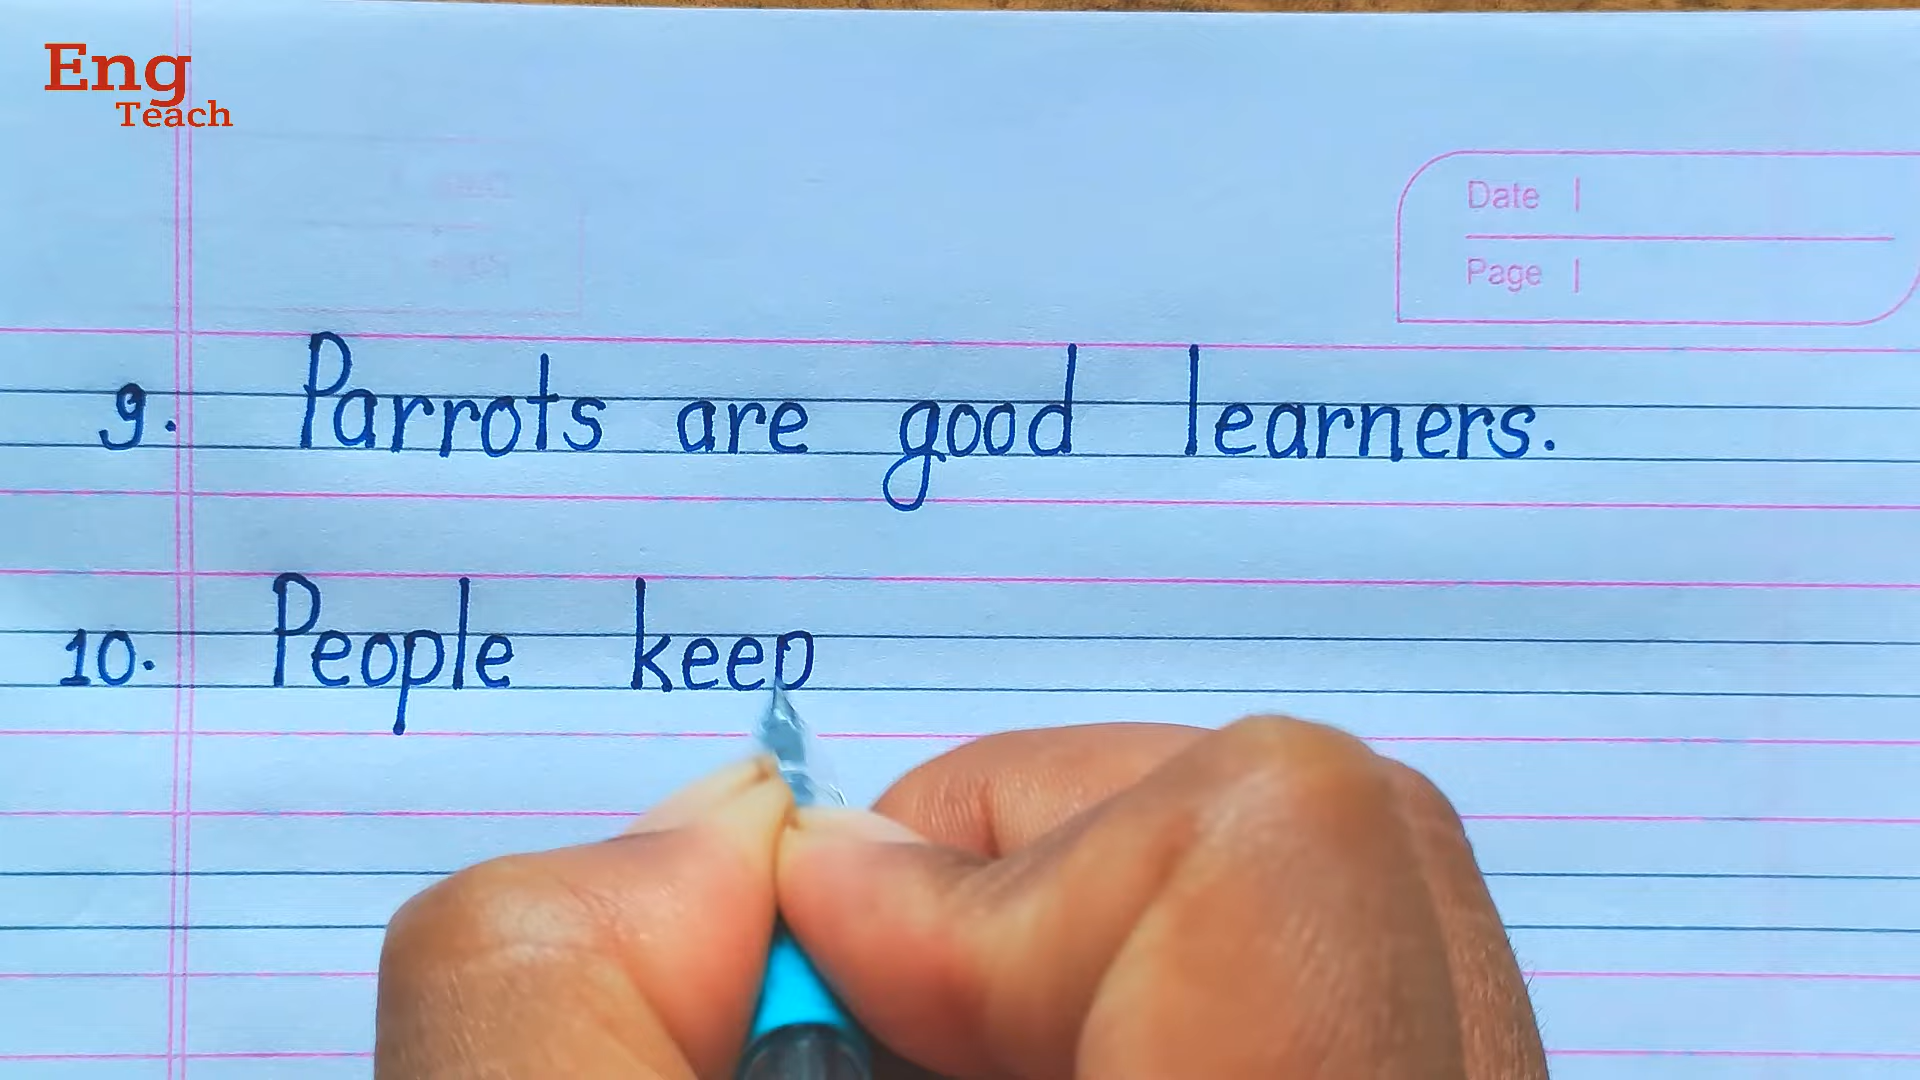 Eng
Teach
Date
Page
9. Parrots are good learners.
10. People keep